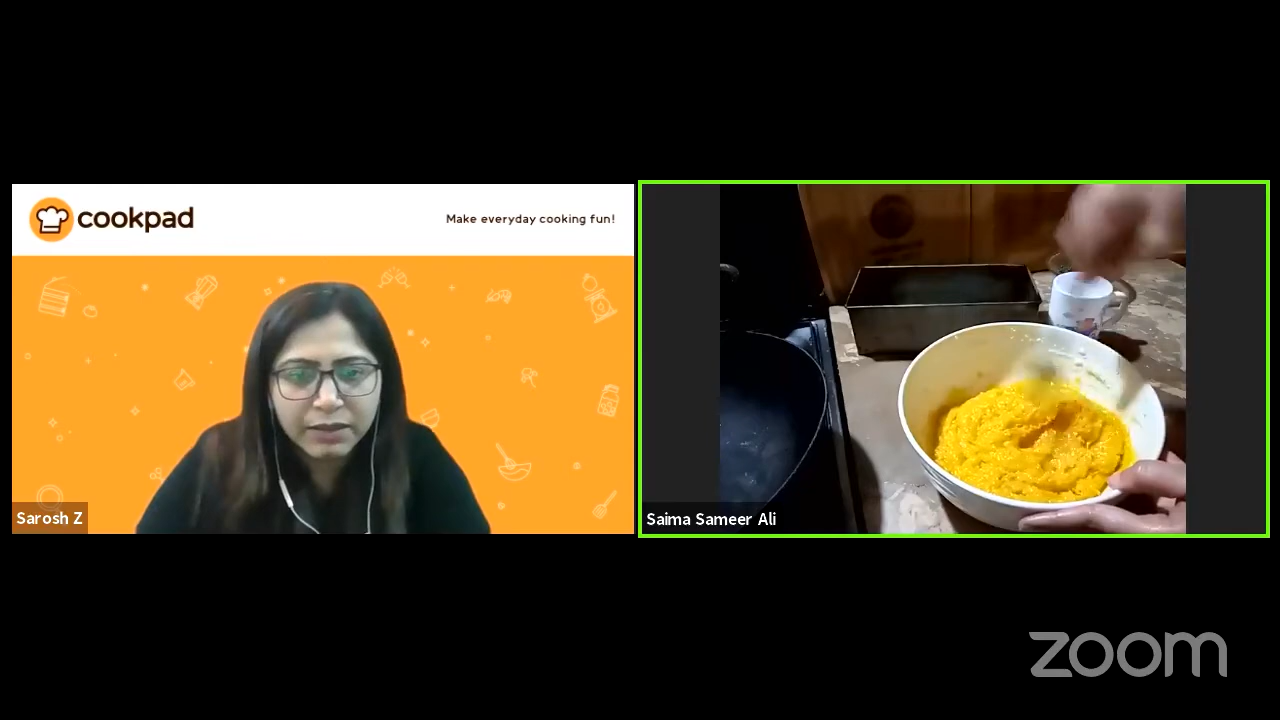 cookpad
Make everyday cooking fun!
Sarosh Z
Saima Sameer Ali
zoom